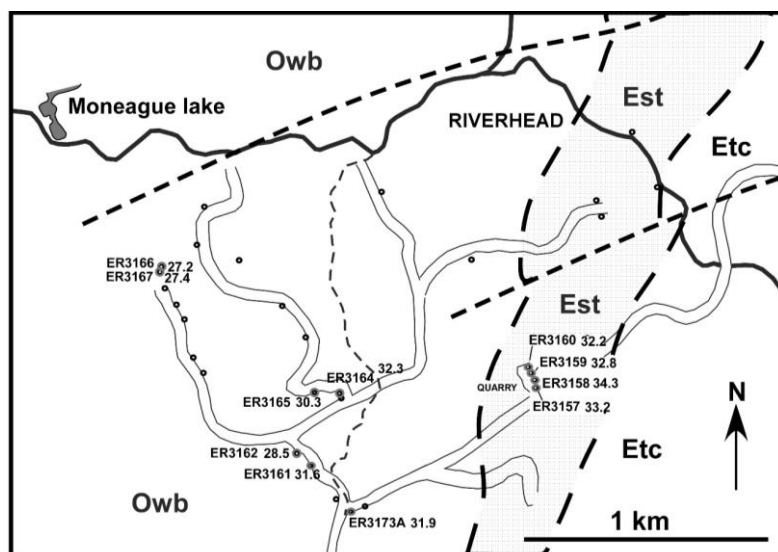 Owb
Moneague lake
RIVERHEAD
Est
Etc
ER3166 27.2
ER3167 27.4
Est
ER3160 32.2
ER3159 32.8
ER3158 34.3
ER3157 33.2
QUARRY
ER3164 32.3
ER3165 30.3
ER3162 28.5
ER3161 31.6
ER3173A 31.9
Owb
Etc
N
1 km